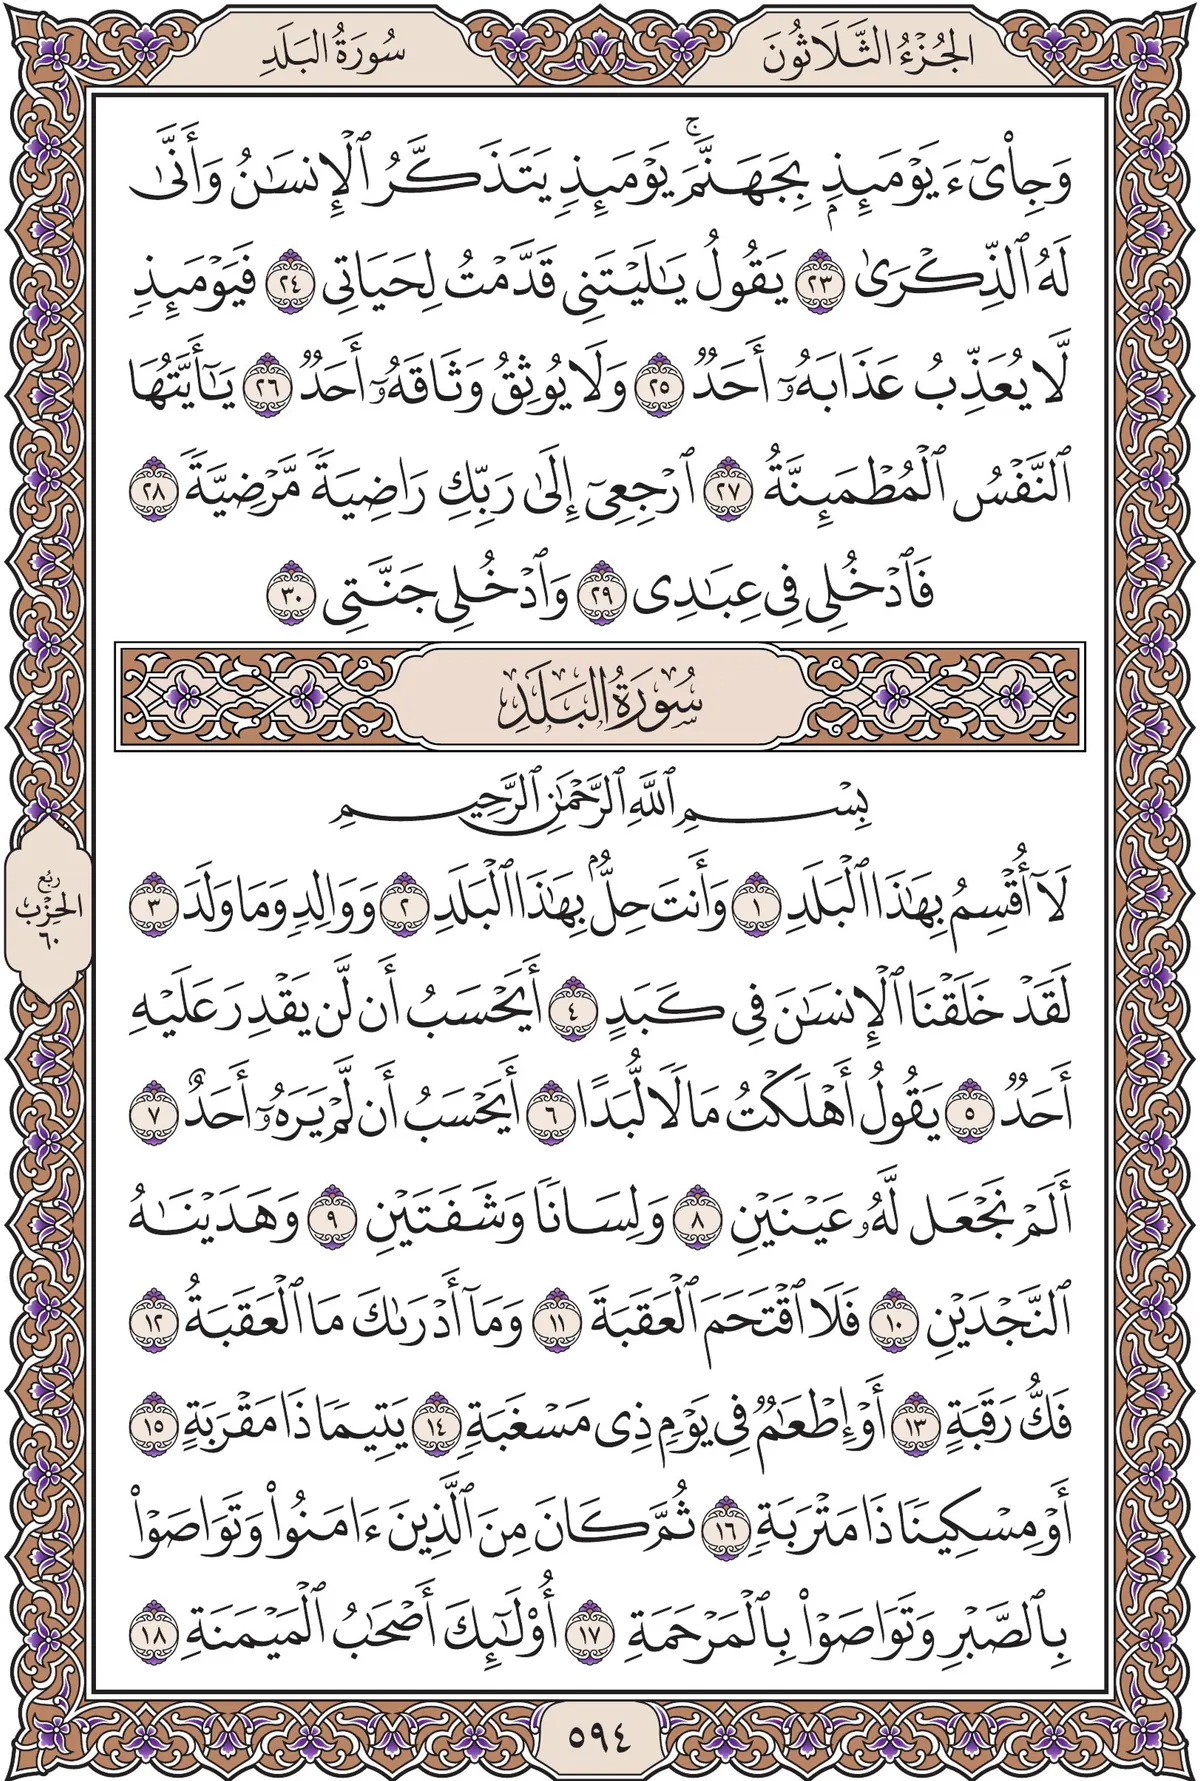 الجُزْءُ الثَّلَاثُونَ
سُورَةُ البَلَدِ
وَجِاْىٓءَ يَوْمَئِذِۭ بِجَهَنَّمَۚ يَوْمَئِذٖ يَتَذَكَّرُ ٱلۡإِنسَٰنُ وَأَنَّىٰ
لَهُ ٱلذِّكۡرَىٰ ٢٣ يَقُولُ يَٰلَيۡتَنِي قَدَّمۡتُ لِحَيَاتِي ٢٤ فَيَوۡمَئِذٖ
لَّا يُعَذِّبُ عَذَابَهُۥٓ أَحَدٞ ٢٥ وَلَا يُوثِقُ وَثَاقَهُۥٓ أَحَدٞ ٢٦ يَٰٓأَيَّتُهَا
ٱلنَّفۡسُ ٱلۡمُطۡمَئِنَّةُ ٢٧ ٱرۡجِعِيٓ إِلَىٰ رَبِّكِ رَاضِيَةٗ مَّرۡضِيَّةٗ ٢٨
فَٱدۡخُلِي فِي عِبَٰدِي ٢٩ وَٱدۡخُلِي جَنَّتِي ٣٠
سُورَةُ البَلَدِ
بِسۡمِ ٱللَّهِ ٱلرَّحۡمَٰنِ ٱلرَّحِيمِ
لَآ أُقۡسِمُ بِهَٰذَا ٱلۡبَلَدِ ١ وَأَنتَ حِلُّۢ بِهَٰذَا ٱلۡبَلَدِ ٢ وَوَالِدٖ وَمَا وَلَدَ ٣
لَقَدۡ خَلَقۡنَا ٱلۡإِنسَٰنَ فِي كَبَدٍ ٤ أَيَحۡسَبُ أَن لَّن يَقۡدِرَ عَلَيۡهِ
أَحَدٞ ٥ يَقُولُ أَهۡلَكۡتُ مَالٗا لُّبَدًا ٦ أَيَحۡسَبُ أَن لَّمۡ يَرَهُۥٓ أَحَدٌ ٧
أَلَمۡ نَجۡعَل لَّهُۥ عَيۡنَيۡنِ ٨ وَلِسَانٗا وَشَفَتَيۡنِ ٩ وَهَدَيۡنَٰهُ
ٱلنَّجۡدَيۡنِ ١٠ فَلَا ٱقۡتَحَمَ ٱلۡعَقَبَةَ ١١ وَمَآ أَدۡرَىٰكَ مَا ٱلۡعَقَبَةُ ١٢
فَكُّ رَقَبَةٍ ١٣ أَوۡ إِطۡعَٰمٞ فِي يَوۡمٖ ذِي مَسۡغَبَةٖ ١٤ يَتِيمٗا ذَا مَقۡرَبَةٍ ١٥
أَوۡ مِسۡكِينٗا ذَا مَتۡرَبَةٖ ١٦ ثُمَّ كَانَ مِنَ ٱلَّذِينَ ءَامَنُواْ وَتَوَاصَوۡاْ
بِٱلصَّبۡرِ وَتَوَاصَوۡاْ بِٱلۡمَرۡحَمَةِ ١٧ أُوْلَٰٓئِكَ أَصۡحَٰبُ ٱلۡمَيۡمَنَةِ ١٨
رُبُع
الحِزْب
٦٠
٥٩٤